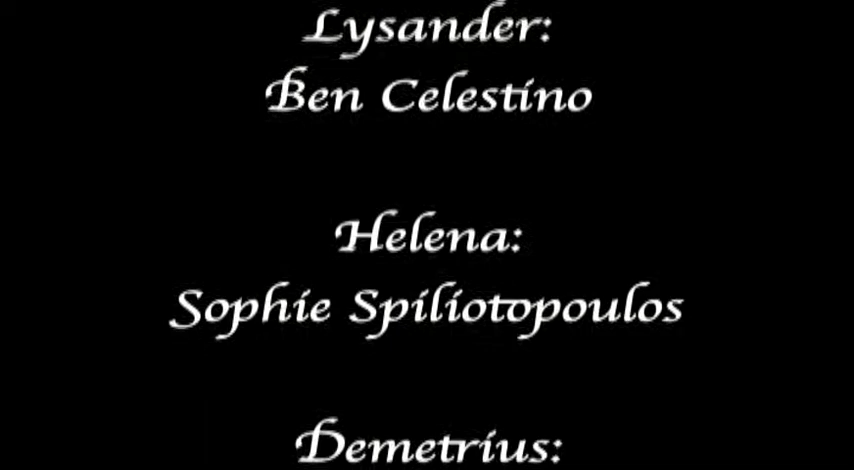 Lysander:
Ben Celestino
Helena:
Sophie Spiliotopoulos
Demetrius: